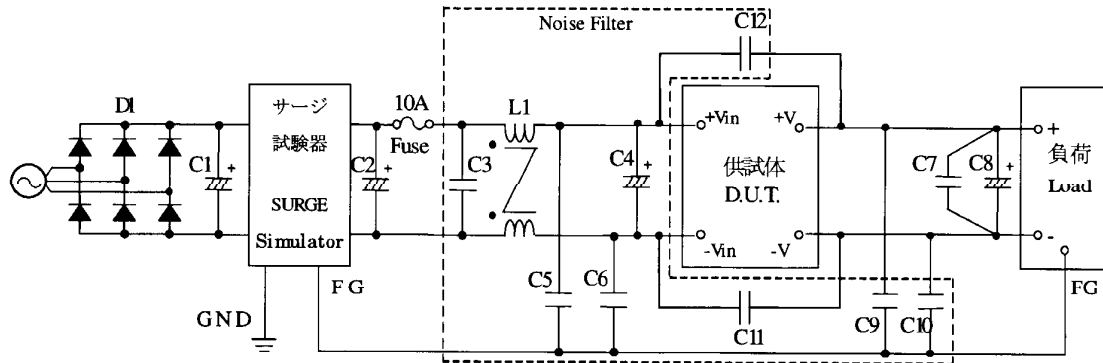 Noise Filter
C12
D1
サージ
試験器
SURGE
Simulator
10A
Fuse
L1
C1
+
C2
+
C3
C4
+
+Vin
+V
供試体
D.U.T.
-Vin
-V
C7
C8
+
+
負荷
Load
-
FG
GND
FG
C5
C6
C11
C9
C10